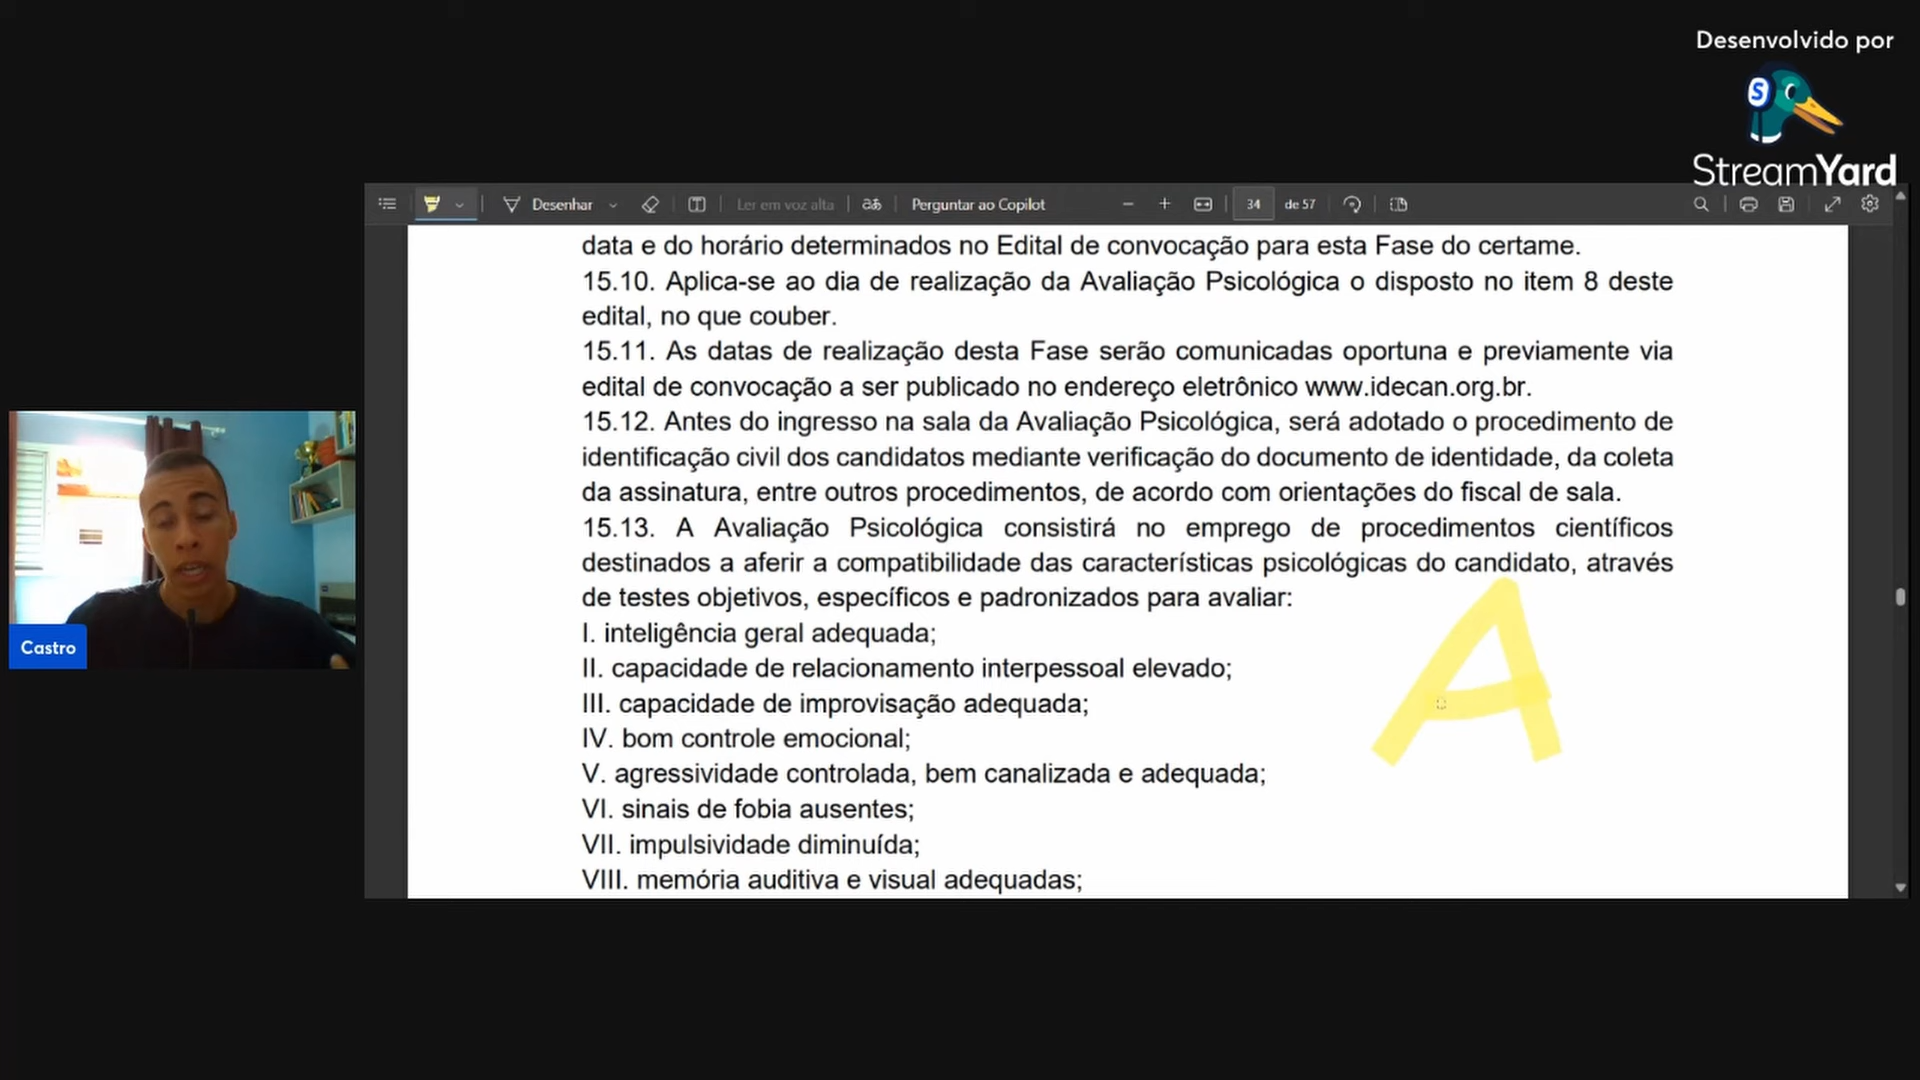 Desenvolvido por
StreamYard
Desenhar
Ler em voz alta
aあ
Perguntar ao Copilot
34
de 57
data e do horário determinados no Edital de convocação para esta Fase do certame.
15.10. Aplica-se ao dia de realização da Avaliação Psicológica o disposto no item 8 deste
edital, no que couber.
15.11. As datas de realização desta Fase serão comunicadas oportuna e previamente via
edital de convocação a ser publicado no endereço eletrônico www.idecan.org.br.
15.12. Antes do ingresso na sala da Avaliação Psicológica, será adotado o procedimento de
identificação civil dos candidatos mediante verificação do documento de identidade, da coleta
da assinatura, entre outros procedimentos, de acordo com orientações do fiscal de sala.
15.13. A Avaliação Psicológica consistirá no emprego de procedimentos científicos
destinados a aferir a compatibilidade das características psicológicas do candidato, através
de testes objetivos, específicos e padronizados para avaliar:
I. inteligência geral adequada;
II. capacidade de relacionamento interpessoal elevado;
III. capacidade de improvisação adequada;
IV. bom controle emocional;
V. agressividade controlada, bem canalizada e adequada;
VI. sinais de fobia ausentes;
VII. impulsividade diminuída;
VIII. memória auditiva e visual adequadas;
A
Castro